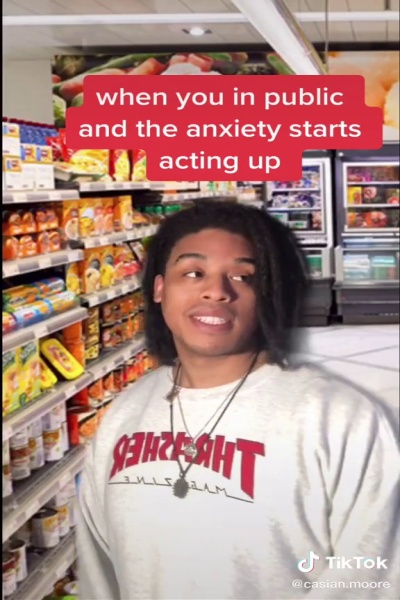 when you in public
and the anxiety starts
acting up
THRASHER
MAGAZINE
TikTok
@casian.moore